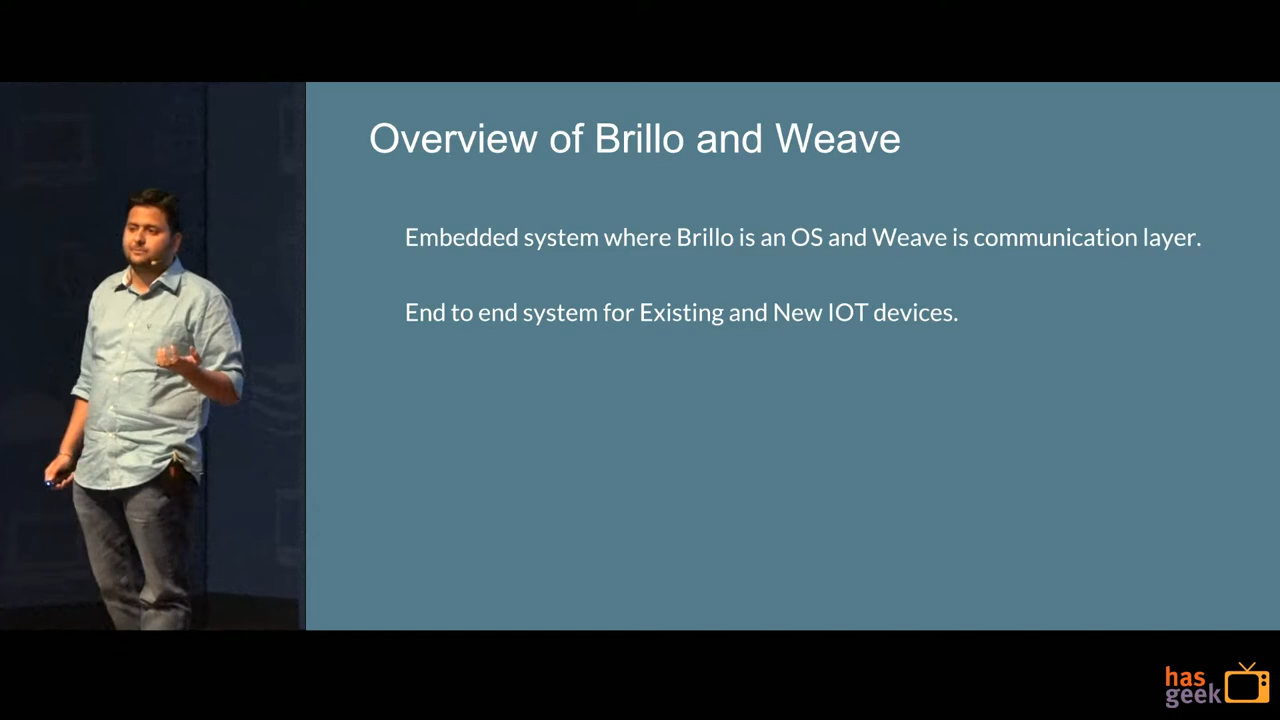 Overview of Brillo and Weave
Embedded system where Brillo is an OS and Weave is communication layer.
End to end system for Existing and New IOT devices.
has
geek